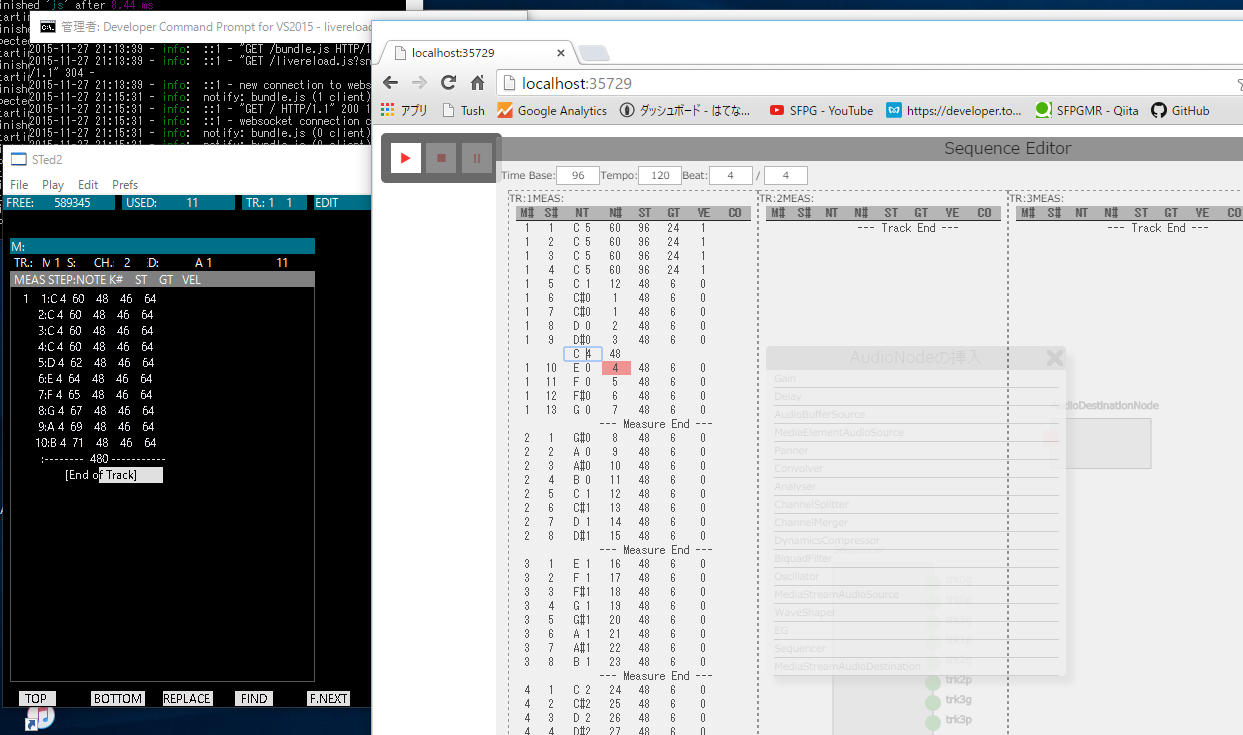 inished 'js' after 8.44 ms
管理者: Developer Command Prompt for VS2015 - livereload
2015-11-27 21:13:39 - info: ::1 - "GET /bundle.js HTTP/1
2015-11-27 21:13:39 - info: ::1 - "GET /livereload.js?sn
/1.1" 304 -
2015-11-27 21:13:39 - info: ::1 - new connection to webs
2015-11-27 21:15:31 - info: notify: bundle.js (1 client)
2015-11-27 21:15:31 - info: ::1 - "GET / HTTP/1.1" 200 1
2015-11-27 21:15:31 - info: ::1 - websocket connection c
2015-11-27 21:15:31 - info: notify: bundle.js (0 client)
STed2
File Play Edit Prefs
FREE: 589345 USED: 11 TR.: 1 1 EDIT
M:
TR.: M 1 S: CH.: 2 :D: A 1 11
MEAS STEP:NOTE K# ST GT VEL
1 1:C 4 60 48 46 64
2:C 4 60 48 46 64
3:C 4 60 48 46 64
4:C 4 60 48 46 64
5:D 4 62 48 46 64
6:E 4 64 48 46 64
7:F 4 65 48 46 64
8:G 4 67 48 46 64
9:A 4 69 48 46 64
10:B 4 71 48 46 64
:-------- 480 -----------
[End of Track]
TOP BOTTOM REPLACE FIND F.NEXT
localhost:35729
localhost:35729
アプリ Tush Google Analytics ダッシュボード - はてな... SFPG - YouTube https://developer.to... SFPGMR - Qiita GitHub
Sequence Editor
Time Base: 96 Tempo: 120 Beat: 4 / 4
TR:1MEAS:
M# S# NT N# ST GT VE CO
1 1 C 5 60 96 24 1
1 2 C 5 60 96 24 1
1 3 C 5 60 96 24 1
1 4 C 5 60 96 24 1
1 5 C 1 12 48 6 0
1 6 C#0 1 48 6 0
1 7 C#0 1 48 6 0
1 8 D 0 2 48 6 0
1 9 D#0 3 48 6 0
C 4 48
1 10 E 0 4 48 6 0
1 11 F 0 5 48 6 0
1 12 F#0 6 48 6 0
1 13 G 0 7 48 6 0
--- Measure End ---
2 1 G#0 8 48 6 0
2 2 A 0 9 48 6 0
2 3 A#0 10 48 6 0
2 4 B 0 11 48 6 0
2 5 C 1 12 48 6 0
2 6 C#1 13 48 6 0
2 7 D 1 14 48 6 0
2 8 D#1 15 48 6 0
--- Measure End ---
3 1 E 1 16 48 6 0
3 2 F 1 17 48 6 0
3 3 F#1 18 48 6 0
3 4 G 1 19 48 6 0
3 5 G#1 20 48 6 0
3 6 A 1 21 48 6 0
3 7 A#1 22 48 6 0
3 8 B 1 23 48 6 0
--- Measure End ---
4 1 C 2 24 48 6 0
4 2 C#2 25 48 6 0
4 3 D 2 26 48 6 0
4 4 D#2 27 48 6 0
TR:2MEAS:
M# S# NT N# ST GT VE CO
--- Track End ---
TR:3MEAS:
M# S# NT N# ST GT VE CO
--- Track End ---
AudioNodeの挿入
Gain
Delay
AudioBufferSource
MediaElementAudioSource
Panner
Convolver
Analyser
ChannelSplitter
ChannelMerger
DynamicsCompressor
BiquadFilter
Oscillator
MediaStreamAudioSource
WaveShaper
EG
Sequencer
MediaStreamAudioDestination
AudioDestinationNode
trk2p
trk3g
trk3p